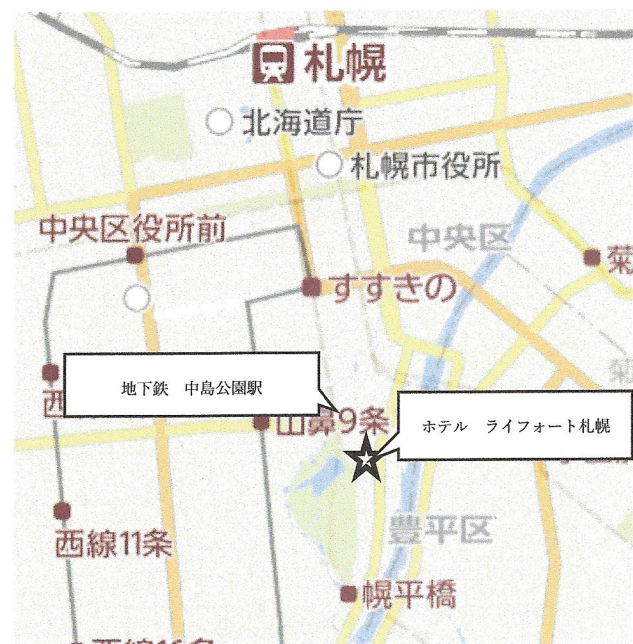 札幌
北海道庁
札幌市役所
中央区役所前
中央区
菊
すすきの
菊
地下鉄 中島公園駅
西
山鼻9条
ホテル ライフォート札幌
西線11条
豊平区
幌平橋